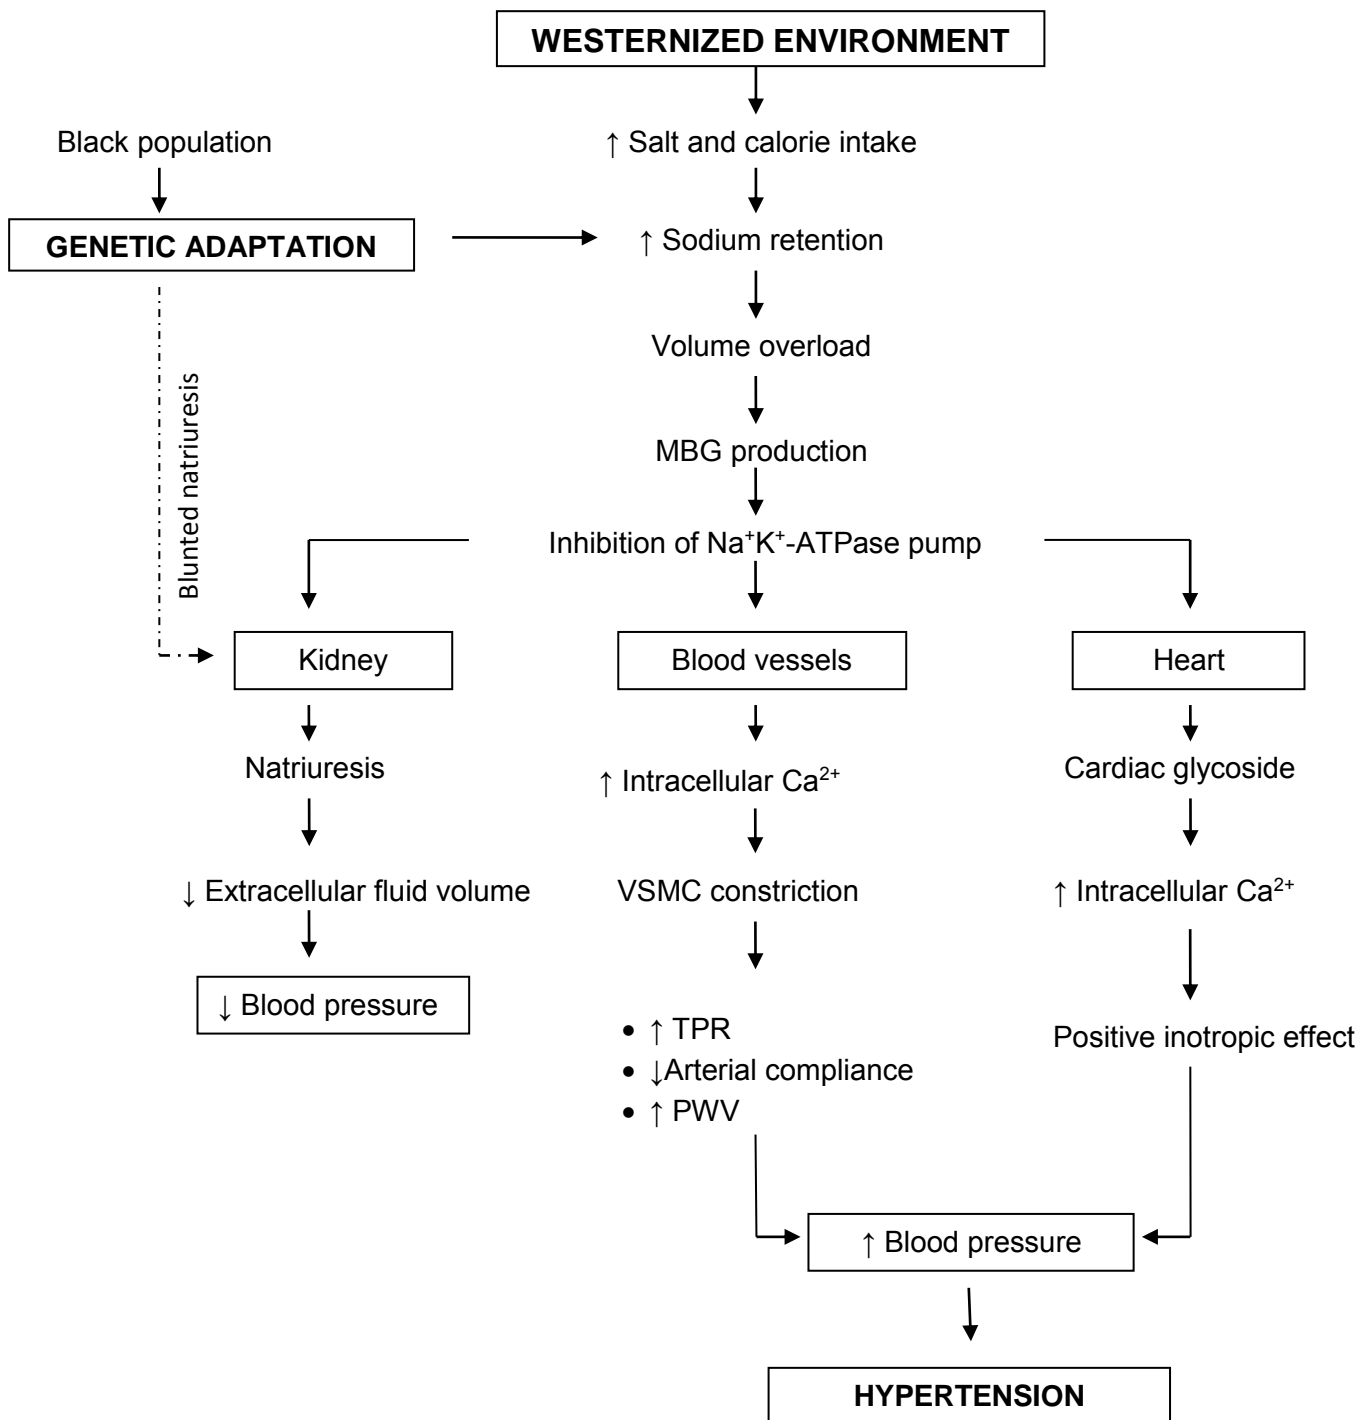 WESTERNIZED ENVIRONMENT
Black population
↑ Salt and calorie intake
GENETIC ADAPTATION
↑ Sodium retention
Volume overload
Blunted natriuresis
MBG production
Inhibition of Na⁺K⁺-ATPase pump
Kidney
Blood vessels
Heart
Natriuresis
↑ Intracellular Ca²⁺
Cardiac glycoside
↓ Extracellular fluid volume
VSMC constriction
↑ Intracellular Ca²⁺
↓ Blood pressure
• ↑ TPR
• ↓Arterial compliance
• ↑ PWV
Positive inotropic effect
↑ Blood pressure
HYPERTENSION